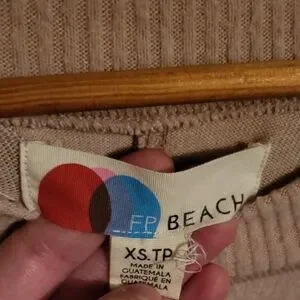 FP BEACH
XS.TP
MADE IN
GUATEMALA
FABRIQUÉ EN
GUATEMALA